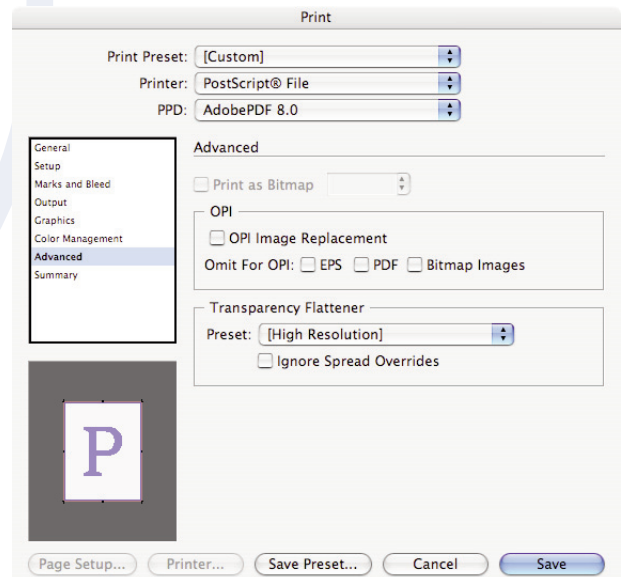 Print
Print Preset: [Custom]
Printer: PostScript® File
PPD: AdobePDF 8.0
General
Setup
Marks and Bleed
Output
Graphics
Color Management
Advanced
Summary
Advanced
Print as Bitmap
OPI
OPI Image Replacement
Omit For OPI: EPS PDF Bitmap Images
Transparency Flattener
Preset: [High Resolution]
Ignore Spread Overrides
P
Page Setup... Printer... Save Preset... Cancel Save